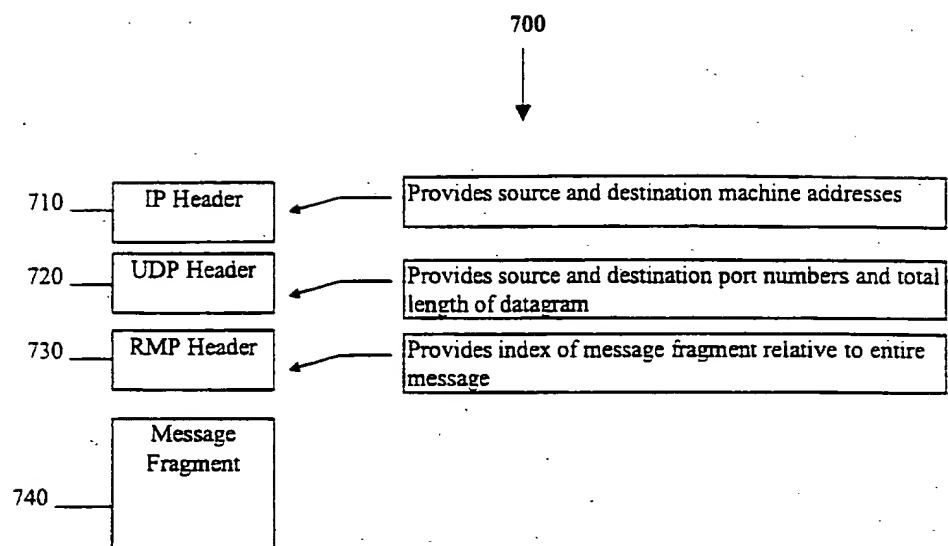 700
710
IP Header
Provides source and destination machine addresses
720
UDP Header
Provides source and destination port numbers and total
length of datagram
730
RMP Header
Provides index of message fragment relative to entire
message
Message
Fragment
740